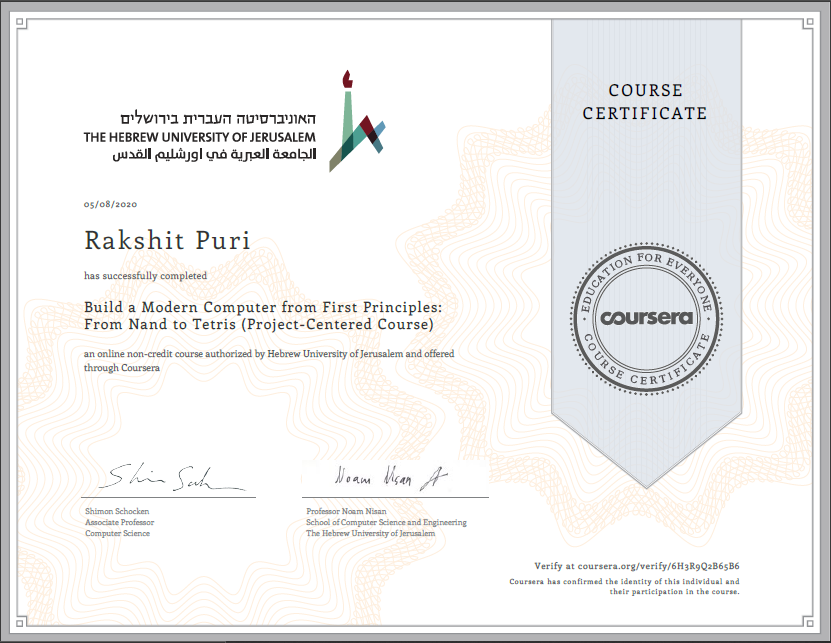 האוניברסיטה העברית בירושלים
THE HEBREW UNIVERSITY OF JERUSALEM
الجامعة العبرية في اورشليم القدس
05/08/2020
Rakshit Puri
has successfully completed
Build a Modern Computer from First Principles:
From Nand to Tetris (Project-Centered Course)
an online non-credit course authorized by Hebrew University of Jerusalem and offered
through Coursera
Noam Nisan
Shimon Schocken
Associate Professor
Computer Science
Professor Noam Nisan
School of Computer Science and Engineering
The Hebrew University of Jerusalem
COURSE
CERTIFICATE
EDUCATION FOR EVERYONE
coursera
COURSE CERTIFICATE
Verify at coursera.org/verify/6H3R9Q2B65B6
Coursera has confirmed the identity of this individual and
their participation in the course.